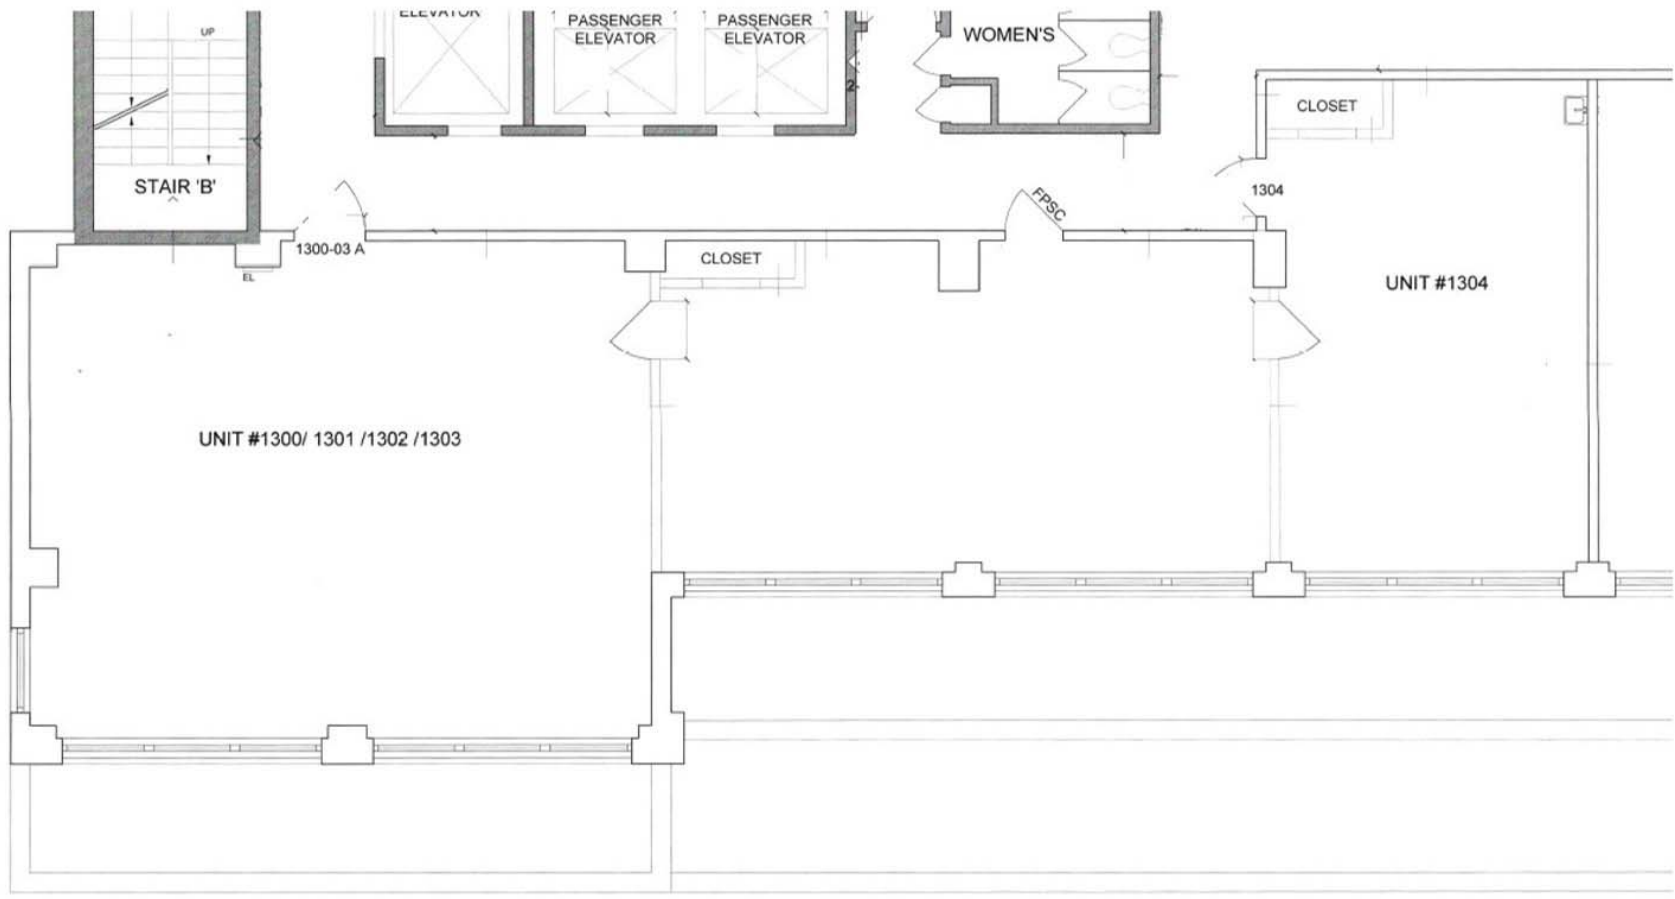 UP
ELEVATOR
PASSENGER
ELEVATOR
PASSENGER
ELEVATOR
WOMEN'S
2
CLOSET
STAIR 'B'
1304
FPSC
1300-03 A
CLOSET
EL
UNIT #1304
UNIT #1300/ 1301 /1302 /1303